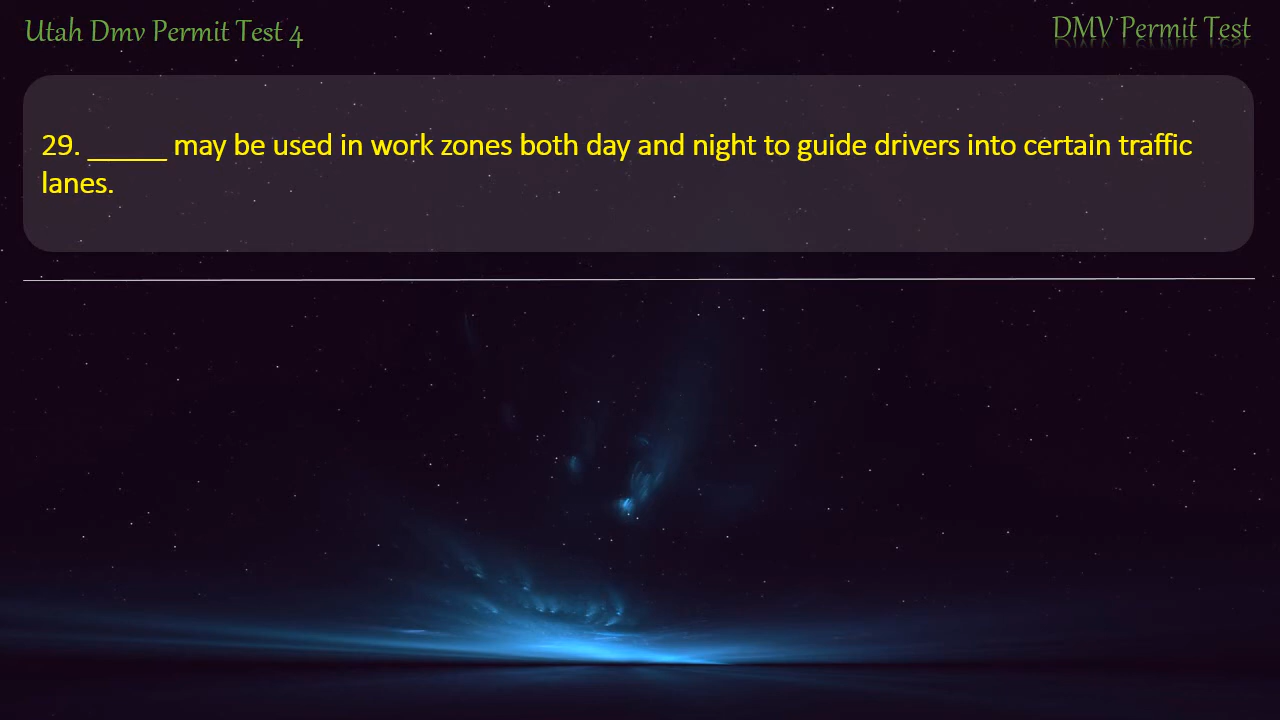 Utah Dmv Permit Test 4
DMV Permit Test
29. _____ may be used in work zones both day and night to guide drivers into certain traffic
lanes.